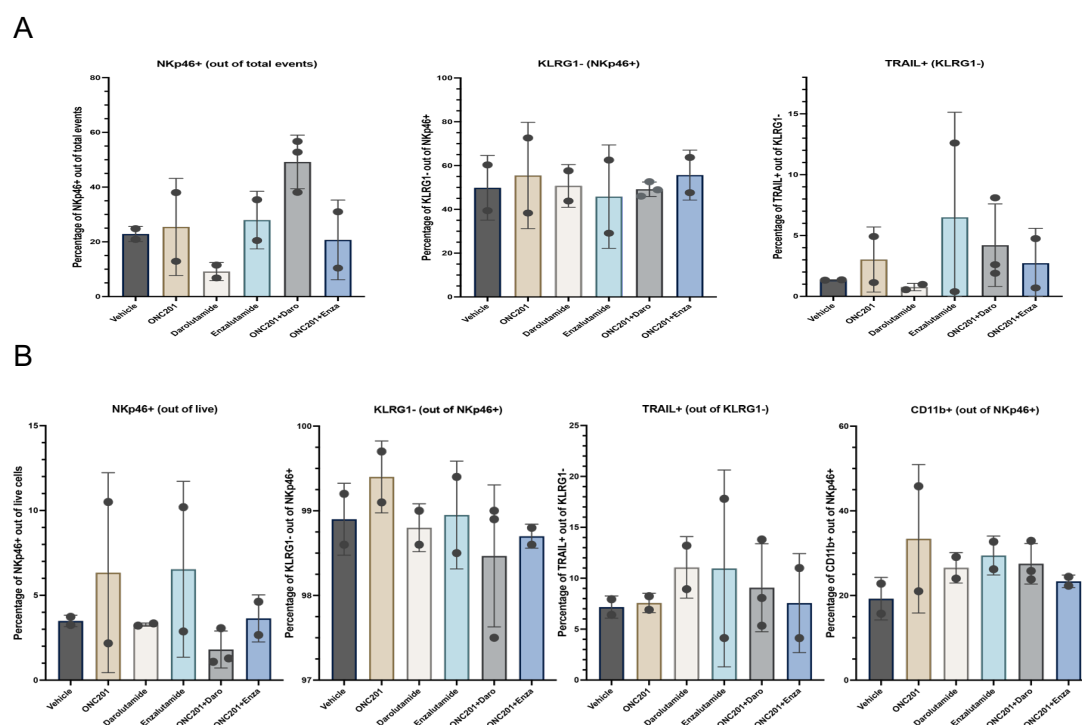 A
NKp46+ (out of total events)
Percentage of NKp46+ out of total events
80
60
40
20
0
Vehicle
ONC201
Darolutamide
Enzalutamide
ONC201+Daro
ONC201+Enza
KLRG1- (NKp46+)
Percentage of KLRG1- out of NKp46+
100
80
60
40
20
0
Vehicle
ONC201
Darolutamide
Enzalutamide
ONC201+Daro
ONC201+Enza
TRAIL+ (KLRG1-)
Percentage of TRAIL+ out of KLRG1-
15
10
5
0
Vehicle
ONC201
Darolutamide
Enzalutamide
ONC201+Daro
ONC201+Enza
B
NKp46+ (out of live)
Percentage of NKp46+ out of live cells
15
10
5
0
Vehicle
ONC201
Darolutamide
Enzalutamide
ONC201+Daro
ONC201+Enza
KLRG1- (out of NKp46+)
Percentage of KLRG1- out of NKp46+
100
99
98
97
Vehicle
ONC201
Darolutamide
Enzalutamide
ONC201+Daro
ONC201+Enza
TRAIL+ (out of KLRG1-)
Percentage of TRAIL+ out of KLRG1-
25
20
15
10
5
0
Vehicle
ONC201
Darolutamide
Enzalutamide
ONC201+Daro
ONC201+Enza
CD11b+ (out of NKp46+)
Percentage of CD11b+ out of NKp46+
60
40
20
0
Vehicle
ONC201
Darolutamide
Enzalutamide
ONC201+Daro
ONC201+Enza